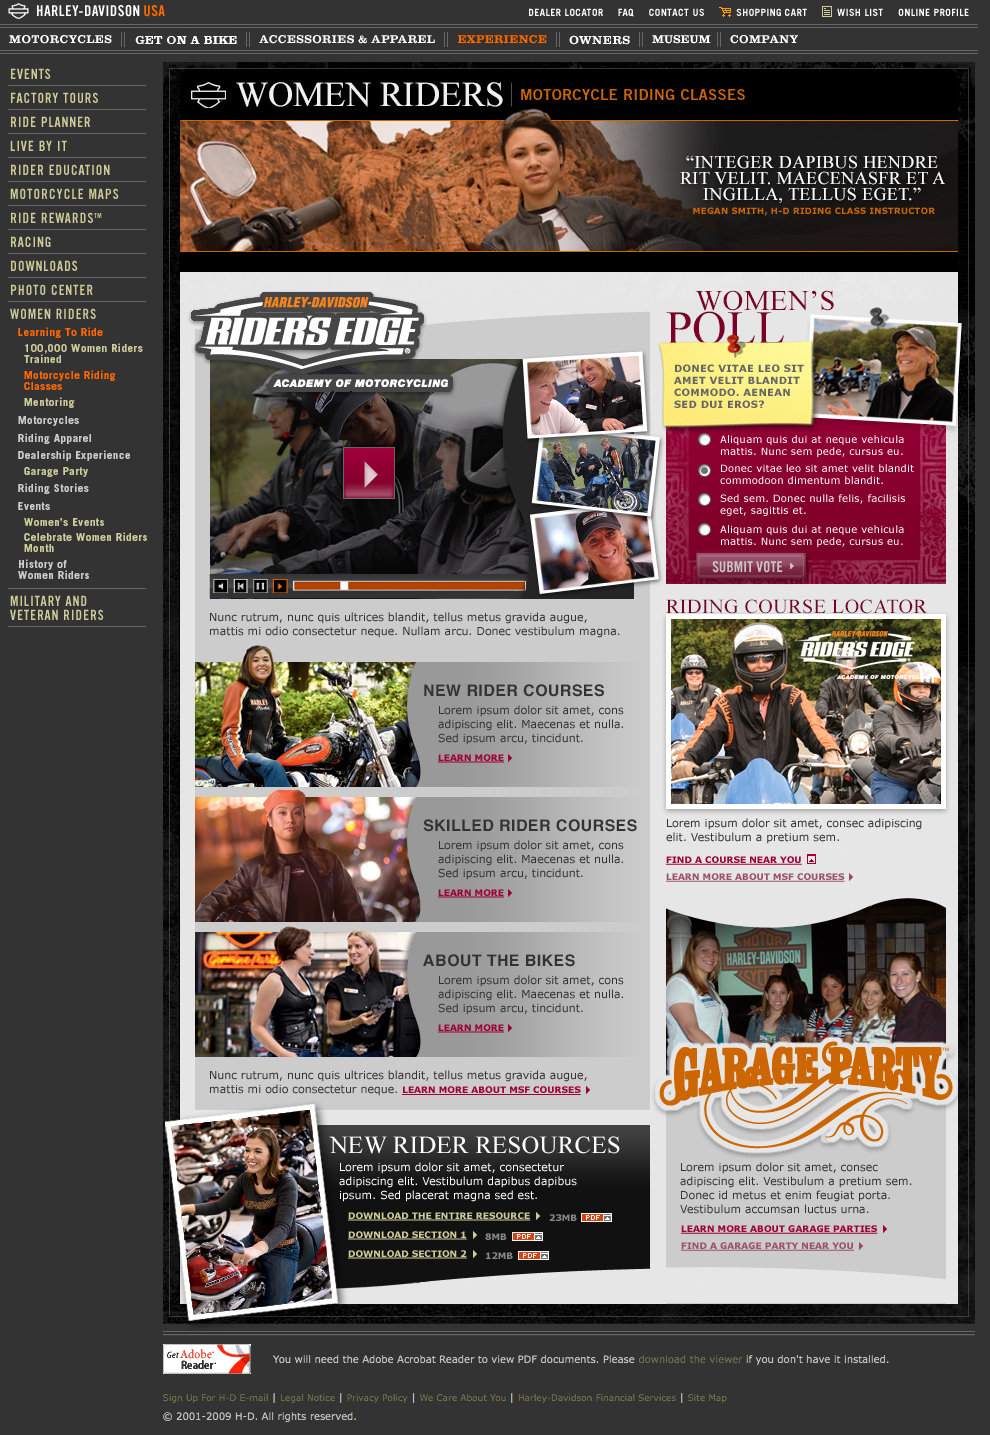 HARLEY-DAVIDSON USA
DEALER LOCATOR FAQ CONTACT US SHOPPING CART WISH LIST ONLINE PROFILE
MOTORCYCLES GET ON A BIKE ACCESSORIES & APPAREL EXPERIENCE OWNERS MUSEUM COMPANY
EVENTS
FACTORY TOURS
RIDE PLANNER
LIVE BY IT
RIDER EDUCATION
MOTORCYCLE MAPS
RIDE REWARDS™
RACING
DOWNLOADS
PHOTO CENTER
WOMEN RIDERS
Learning To Ride
100,000 Women Riders
Trained
Motorcycle Riding
Classes
Mentoring
Motorcycles
Riding Apparel
Dealership Experience
Garage Party
Riding Stories
Events
Women's Events
Celebrate Women Riders
Month
History of
Women Riders
MILITARY AND
VETERAN RIDERS
WOMEN RIDERS MOTORCYCLE RIDING CLASSES
“INTEGER DAPIBUS HENDRE
RIT VELIT. MAECENASFR ET A
INGILLA, TELLUS EGET.”
MEGAN SMITH, H-D RIDING CLASS INSTRUCTOR
HARLEY-DAVIDSON
RIDER'S EDGE®
ACADEMY OF MOTORCYCLING
Nunc rutrum, nunc quis ultrices blandit, tellus metus gravida augue,
mattis mi odio consectetur neque. Nullam arcu. Donec vestibulum magna.
NEW RIDER COURSES
Lorem ipsum dolor sit amet, cons
adipiscing elit. Maecenas et nulla.
Sed ipsum arcu, tincidunt.
LEARN MORE
SKILLED RIDER COURSES
Lorem ipsum dolor sit amet, cons
adipiscing elit. Maecenas et nulla.
Sed ipsum arcu, tincidunt.
LEARN MORE
ABOUT THE BIKES
Lorem ipsum dolor sit amet, cons
adipiscing elit. Maecenas et nulla.
Sed ipsum arcu, tincidunt.
LEARN MORE
Nunc rutrum, nunc quis ultrices blandit, tellus metus gravida augue,
mattis mi odio consectetur neque. LEARN MORE ABOUT MSF COURSES
NEW RIDER RESOURCES
Lorem ipsum dolor sit amet, consectetur
adipiscing elit. Vestibulum dapibus dapibus
ipsum. Sed placerat magna sed est.
DOWNLOAD THE ENTIRE RESOURCE 23MB PDF
DOWNLOAD SECTION 1 8MB PDF
DOWNLOAD SECTION 2 12MB PDF
WOMEN'S
POLL
DONEC VITAE LEO SIT
AMET VELIT BLANDIT
COMMODO. AENEAN
SED DUI EROS?
Aliquam quis dui at neque vehicula
mattis. Nunc sem pede, cursus eu.
Donec vitae leo sit amet velit blandit
commodoon dimentum blandit.
Sed sem. Donec nulla felis, facilisis
eget, sagittis et.
Aliquam quis dui at neque vehicula
mattis. Nunc sem pede, cursus eu.
SUBMIT VOTE
RIDING COURSE LOCATOR
HARLEY-DAVIDSON
RIDER'S EDGE
ACADEMY OF MOTORCYCLING
Lorem ipsum dolor sit amet, consec adipiscing
elit. Vestibulum a pretium sem.
FIND A COURSE NEAR YOU
LEARN MORE ABOUT MSF COURSES
MOTOR
HARLEY-DAVIDSON
CYCLES
GARAGE PARTY
Lorem ipsum dolor sit amet, consec
adipiscing elit. Vestibulum a pretium sem.
Donec id metus et enim feugiat porta.
Vestibulum accumsan luctus urna.
LEARN MORE ABOUT GARAGE PARTIES
FIND A GARAGE PARTY NEAR YOU
Get Adobe
Reader
You will need the Adobe Acrobat Reader to view PDF documents. Please download the viewer if you don't have it installed.
Sign Up For H-D E-mail | Legal Notice | Privacy Policy | We Care About You | Harley-Davidson Financial Services | Site Map
© 2001-2009 H-D. All rights reserved.